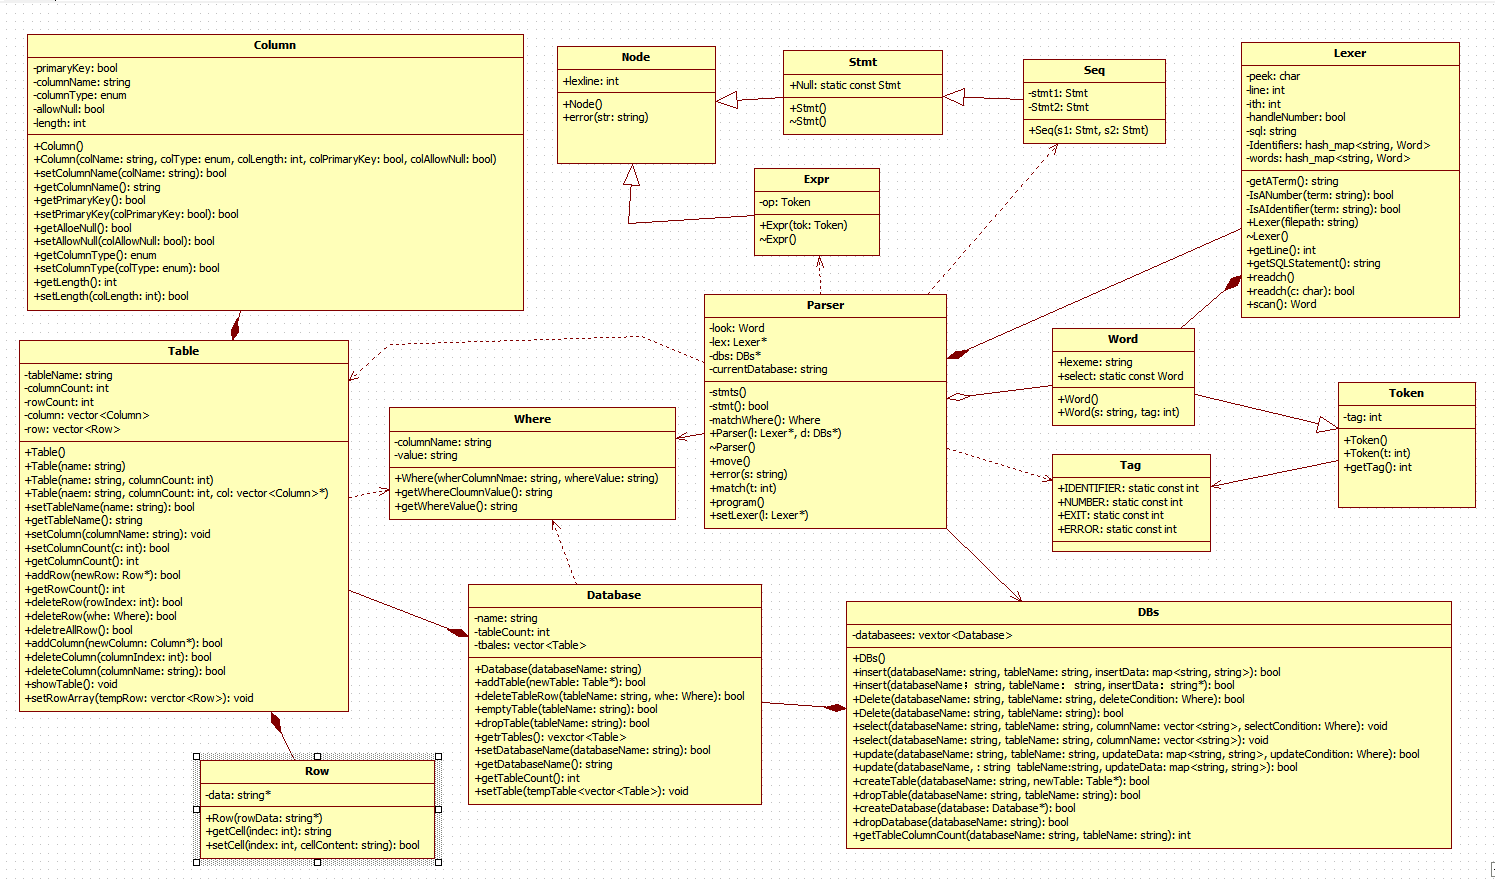 Column
-primaryKey: bool
-columnName: string
-columnType: enum
-allowNull: bool
-length: int
+Column()
+Column(colName: string, colType: enum, colLength: int, colPrimaryKey: bool, colAllowNull: bool)
+setColumnName(colName: string): bool
+getColumnName(): string
+getPrimaryKey(): bool
+setPrimaryKey(colPrimaryKey: bool): bool
+getAlloeNull(): bool
+setAllowNull(colAllowNull: bool): bool
+getColumnType(): enum
+setColumnType(colType: enum): bool
+getLength(): int
+setLength(colLength: int): bool
Node
+lexline: int
+Node()
+error(str: string)
Stmt
+Null: static const Stmt
+Stmt()
~Stmt()
Seq
-stmt1: Stmt
-Stmt2: Stmt
+Seq(s1: Stmt, s2: Stmt)
Lexer
-peek: char
-line: int
-ith: int
-handleNumber: bool
-sql: string
-Identifiers: hash_map<string, Word>
-words: hash_map<string, Word>
-getATerm(): string
-IsANumber(term: string): bool
-IsAIdentifier(term: string): bool
+Lexer(filepath: string)
~Lexer()
+getLine(): int
+getSQLStatement(): string
+readch()
+readch(c: char): bool
+scan(): Word
Expr
-op: Token
+Expr(tok: Token)
~Expr()
Parser
-look: Word
-lex: Lexer*
-dbs: DBs*
-currentDatabase: string
-stmts()
-stmt(): bool
-matchWhere(): Where
+Parser(l: Lexer*, d: DBs*)
~Parser()
+move()
+error(s: string)
+match(t: int)
+program()
+setLexer(l: Lexer*)
Word
+lexeme: string
+select: static const Word
+Word()
+Word(s: string, tag: int)
Token
-tag: int
+Token()
+Token(t: int)
+getTag(): int
Tag
+IDENTIFIER: static const int
+NUMBER: static const int
+EXIT: static const int
+ERROR: static const int
Table
-tableName: string
-columnCount: int
-rowCount: int
-column: vector<Column>
-row: vector<Row>
+Table()
+Table(name: string)
+Table(name: string, columnCount: int)
+Table(naem: string, columnCount: int, col: vector<Column>*)
+setTableName(name: string): bool
+getTableName(): string
+setColumn(columnName: string): void
+setColumnCount(c: int): bool
+getColumnCount(): int
+addRow(newRow: Row*): bool
+getRowCount(): int
+deleteRow(rowIndex: int): bool
+deleteRow(whe: Where): bool
+deletreAllRow(): bool
+addColumn(newColumn: Column*): bool
+deleteColumn(columnIndex: int): bool
+deleteColumn(columnName: string): bool
+showTable(): void
+setRowArray(tempRow: verctor<Row>): void
Where
-columnName: string
-value: string
+Where(wherColumnNmae: string, whereValue: string)
+getWhereCloumnValue(): string
+getWhereValue(): string
Database
-name: string
-tableCount: int
-tbales: vector<Table>
+Database(databaseName: string)
+addTable(newTable: Table*): bool
+deleteTableRow(tableName: string, whe: Where): bool
+emptyTable(tableName: string): bool
+dropTable(tableName: string): bool
+getrTables(): vexctor<Table>
+setDatabaseName(databaseName: string): bool
+getDatabaseName(): string
+getTableCount(): int
+setTable(tempTable<vector<Table>): void
DBs
-databasees: vextor<Database>
+DBs()
+insert(databaseName: string, tableName: string, insertData: map<string, string>): bool
+insert(databaseName：string, tableName： string, insertData：string*): bool
+Delete(databaseName: string, tableName: string, deleteCondition: Where): bool
+Delete(databaseName: string, tableName: string): bool
+select(databaseName: string, tableName: string, columnName: vector<string>, selectCondition: Where): void
+select(databaseName: string, tableName: string, columnName: vector<string>): void
+update(databaseName: string, tableName: string, updateData: map<string, string>, updateCondition: Where): bool
+update(databaseName, : string tableName:string, updateData: map<string, string>): bool
+createTable(databaseName: string, newTable: Table*): bool
+dropTable(databaseName: string, tableName: string): bool
+createDatabase(database: Database*): bool
+dropDatabase(databaseName: string): bool
+getTableColumnCount(databaseName: string, tableName: string): int
Row
-data: string*
+Row(rowData: string*)
+getCell(indec: int): string
+setCell(index: int, cellContent: string): bool